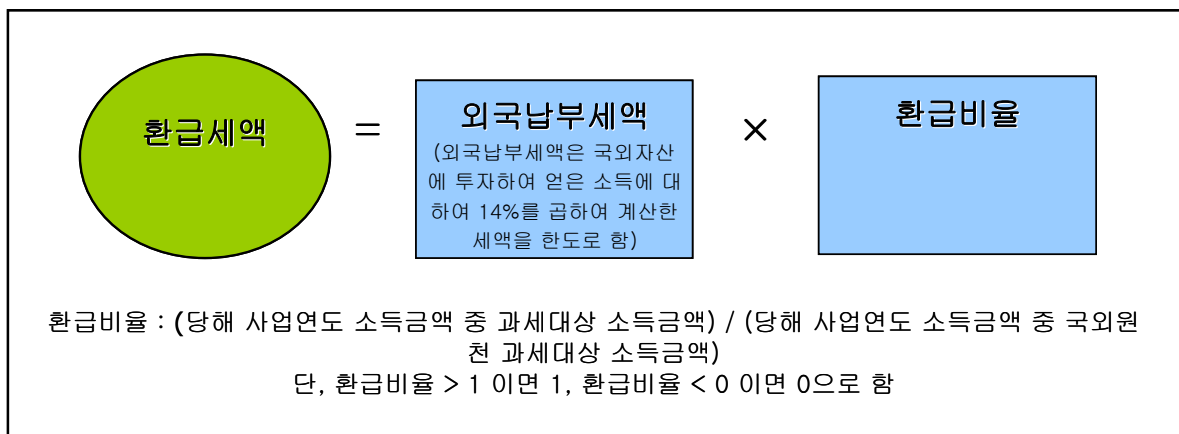 환급세액
=
외국납부세액
(외국납부세액은 국외자산
에 투자하여 얻은 소득에 대
하여 14%를 곱하여 계산한
세액을 한도로 함)
×
환급비율
환급비율 : (당해 사업연도 소득금액 중 과세대상 소득금액) / (당해 사업연도 소득금액 중 국외원
천 과세대상 소득금액)
단, 환급비율 > 1 이면 1, 환급비율 < 0 이면 0으로 함